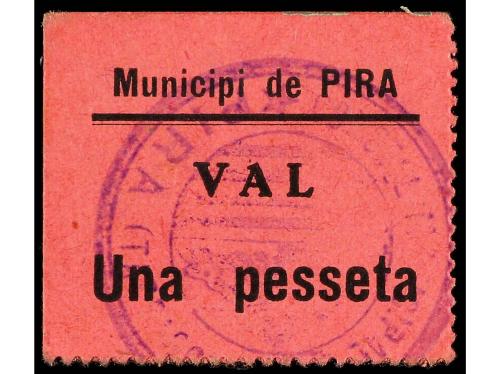 Municipi de PIRA
VAL
Una pesseta